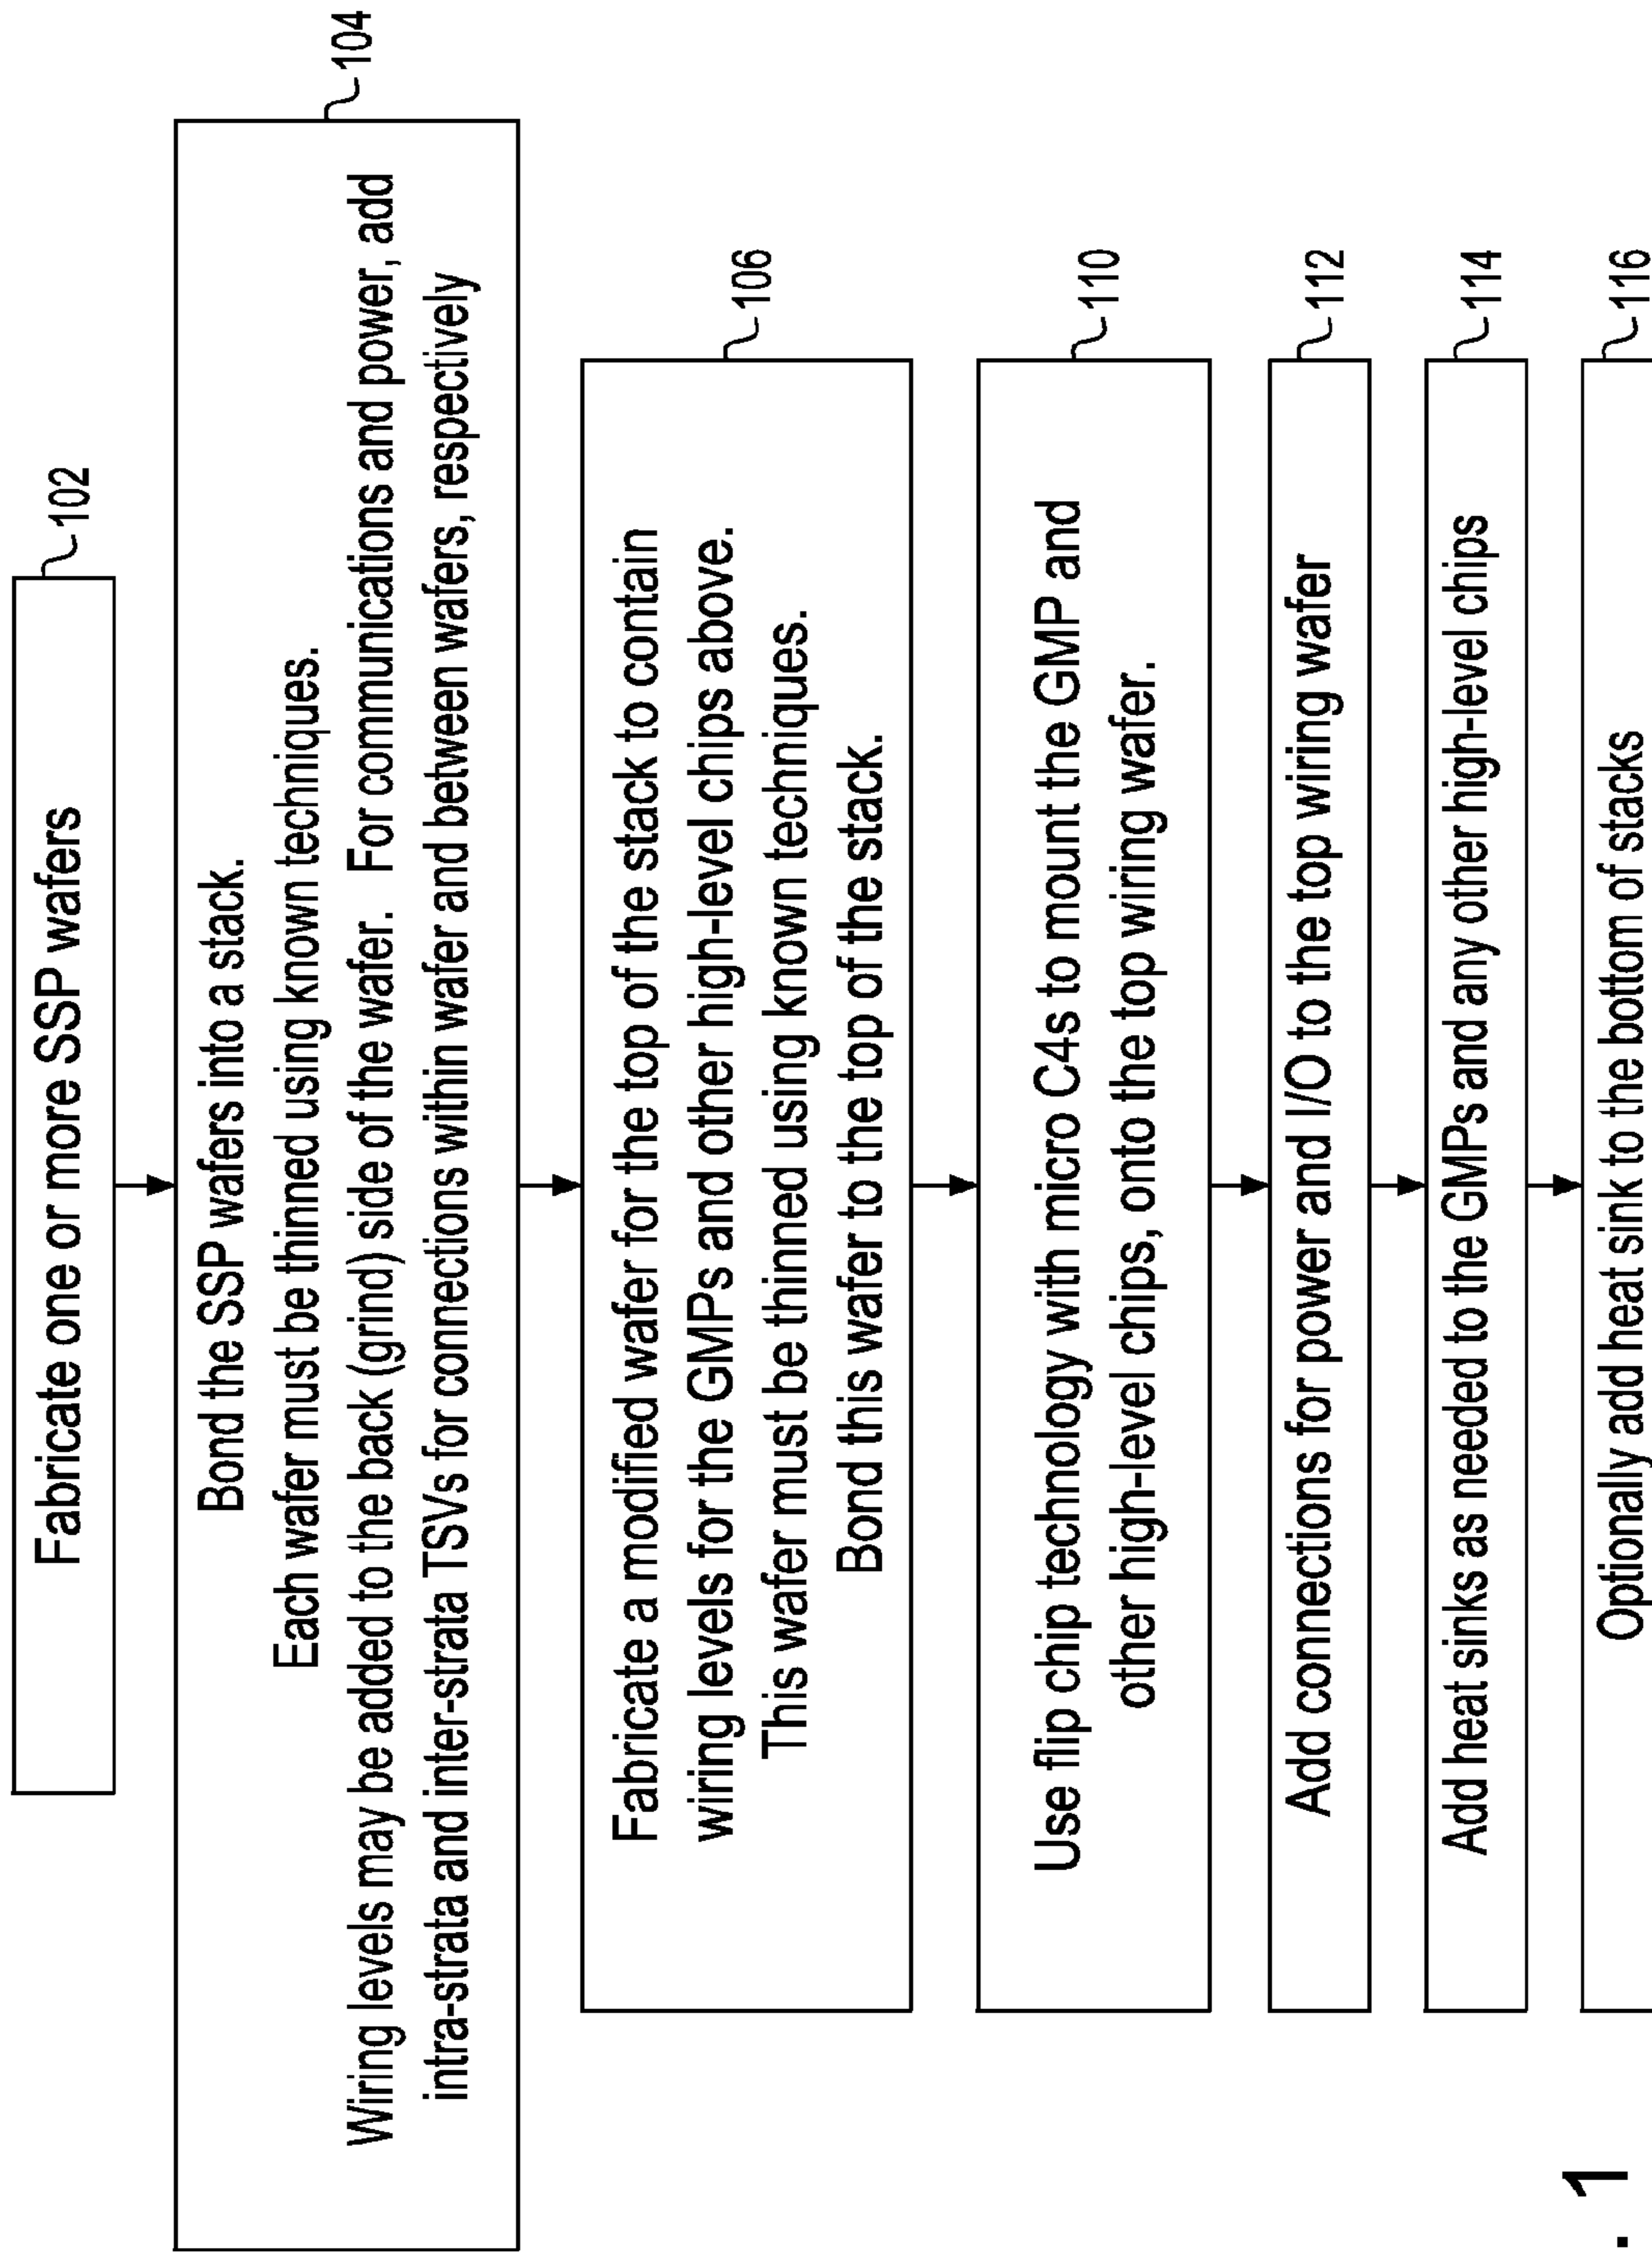 Fabricate one or more SSP wafers
102
Bond the SSP wafers into a stack.
Each wafer must be thinned using known techniques.
Wiring levels may be added to the back (grind) side of the wafer. For communications and power, add
intra-strata and inter-strata TSVs for connections within wafer and between wafers, respectively
104
Fabricate a modified wafer for the top of the stack to contain
wiring levels for the GMPs and other high-level chips above.
This wafer must be thinned using known techniques.
Bond this wafer to the top of the stack.
106
Use flip chip technology with micro C4s to mount the GMP and
other high-level chips, onto the top wiring wafer.
110
Add connections for power and I/O to the top wiring wafer
112
Add heat sinks as needed to the GMPs and any other high-level chips
114
Optionally add heat sink to the bottom of stacks
116
. 1